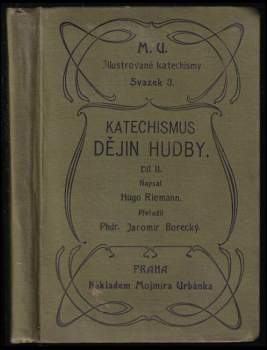 M. U.
Illustrované katechismy
Svazek 3.
KATECHISMUS
DĚJIN HUDBY.
Díl II.
Napsal
Hugo Riemann.
Přeložil
Phdr. Jaromír Borecký.
PRAHA
Nákladem Mojmíra Urbánka